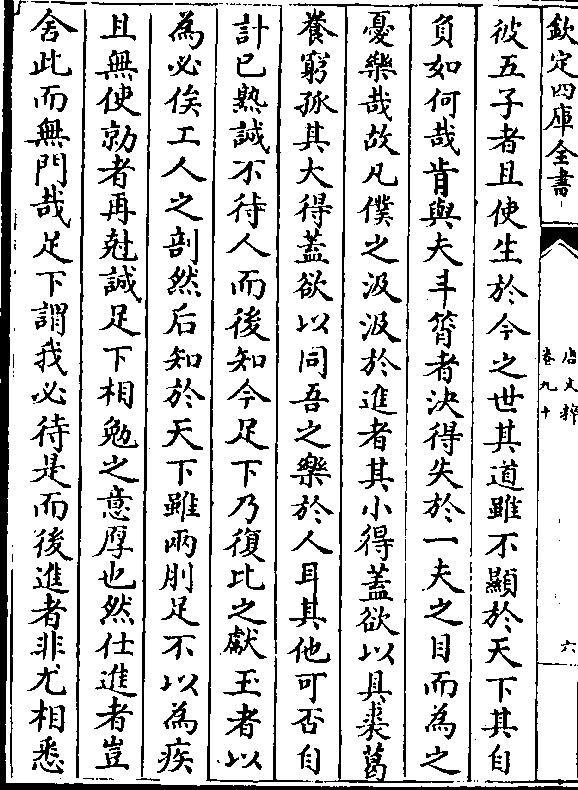 欽定四庫全書
唐文粹
卷九十
六
彼五子者且使生於今之世其道雖不顯於天下其自
負如何哉肯與夫斗筲者決得失於一夫之目而為之
憂樂哉故凡僕之汲汲於進者其小得蓋欲以具裘葛
養窮孤其大得蓋欲以同吾之樂於人耳其他可否自
計已熟誠不待人而後知今足下乃復比之獻玉者以
為必俟工人之剖然后知於天下雖兩刖足不以為疾
且無使勍者再尅誠足下相勉之意厚也然仕進者豈
舍此而無門哉足下謂我必待是而後進者非尤相悉